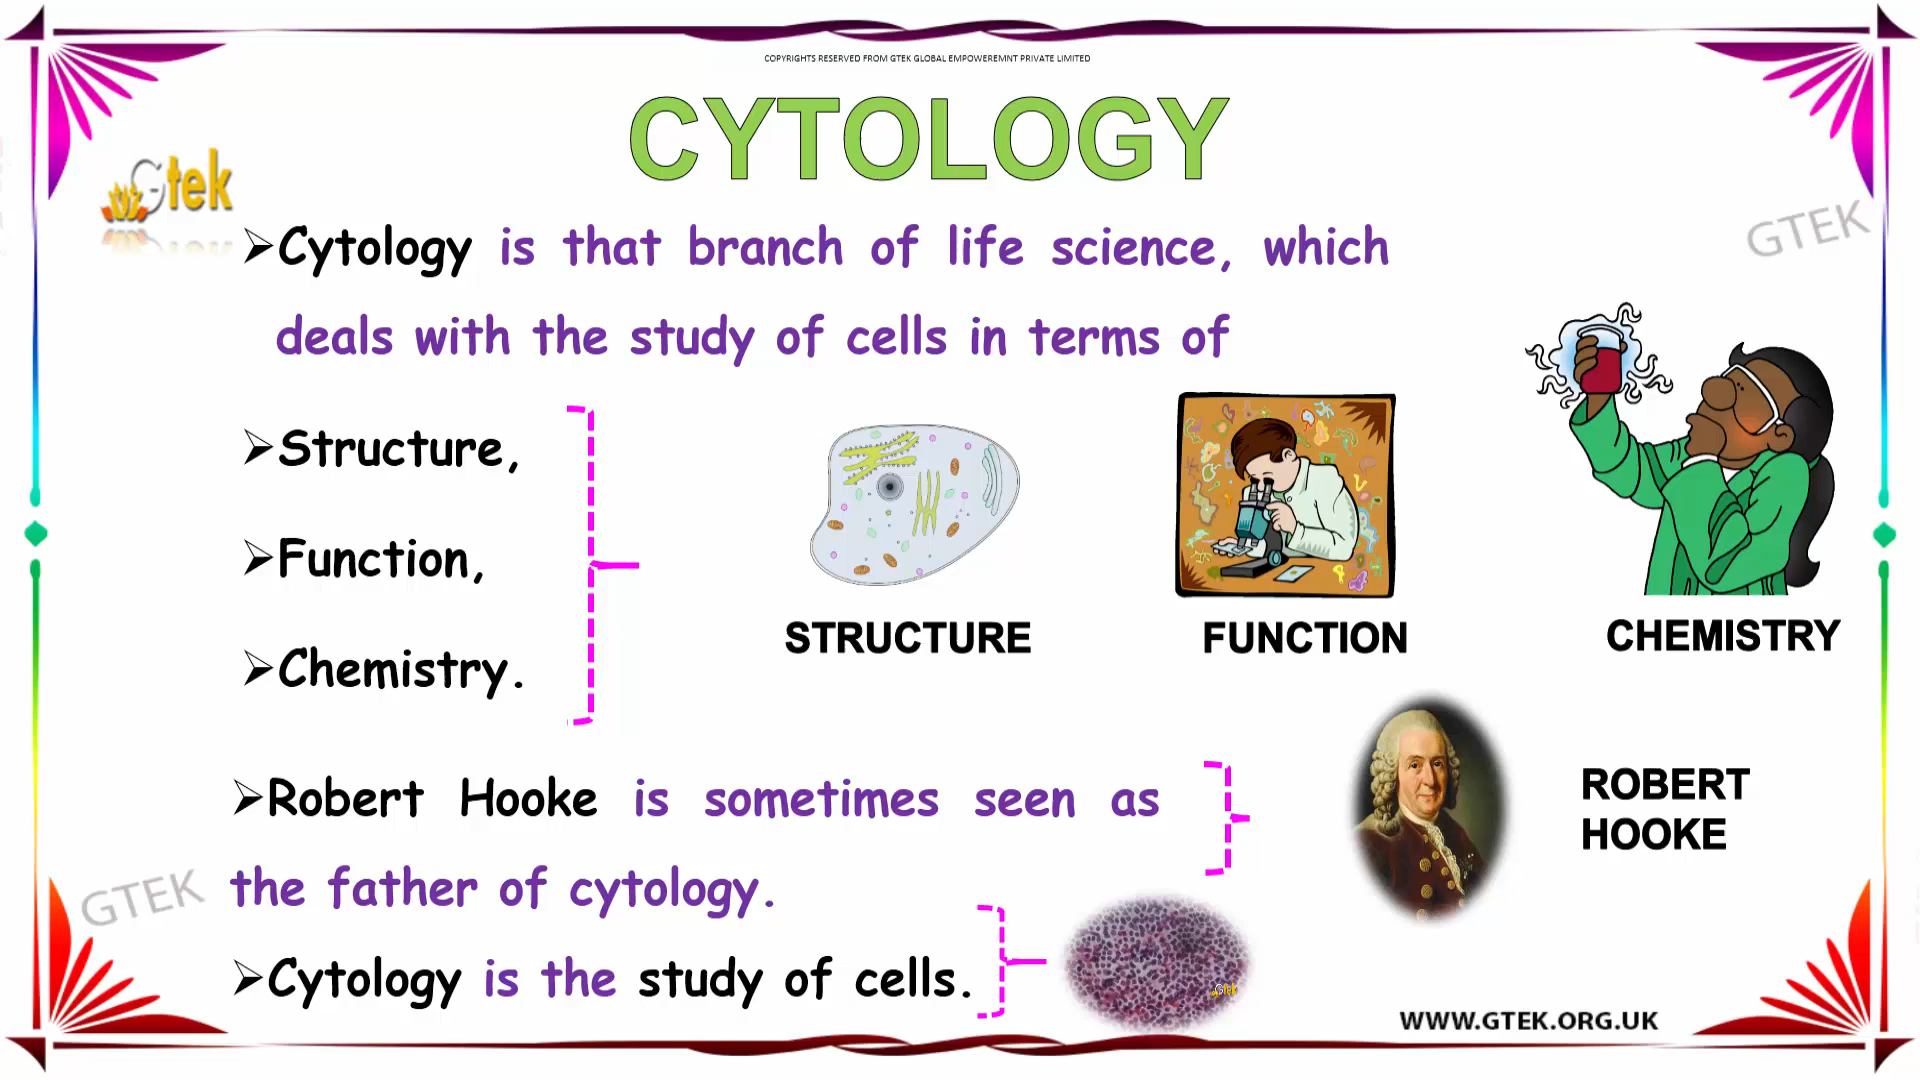 COPYRIGHTS RESERVED FROM GTEK GLOBAL EMPOWEREMNT PRIVATE LIMITED
CYTOLOGY
Gtek
GTEK
➢Cytology is that branch of life science, which
deals with the study of cells in terms of
➢Structure,
➢Function,
➢Chemistry.
STRUCTURE
FUNCTION
CHEMISTRY
➢Robert Hooke is sometimes seen as
the father of cytology.
ROBERT
HOOKE
GTEK
➢Cytology is the study of cells.
Gtek
WWW.GTEK.ORG.UK